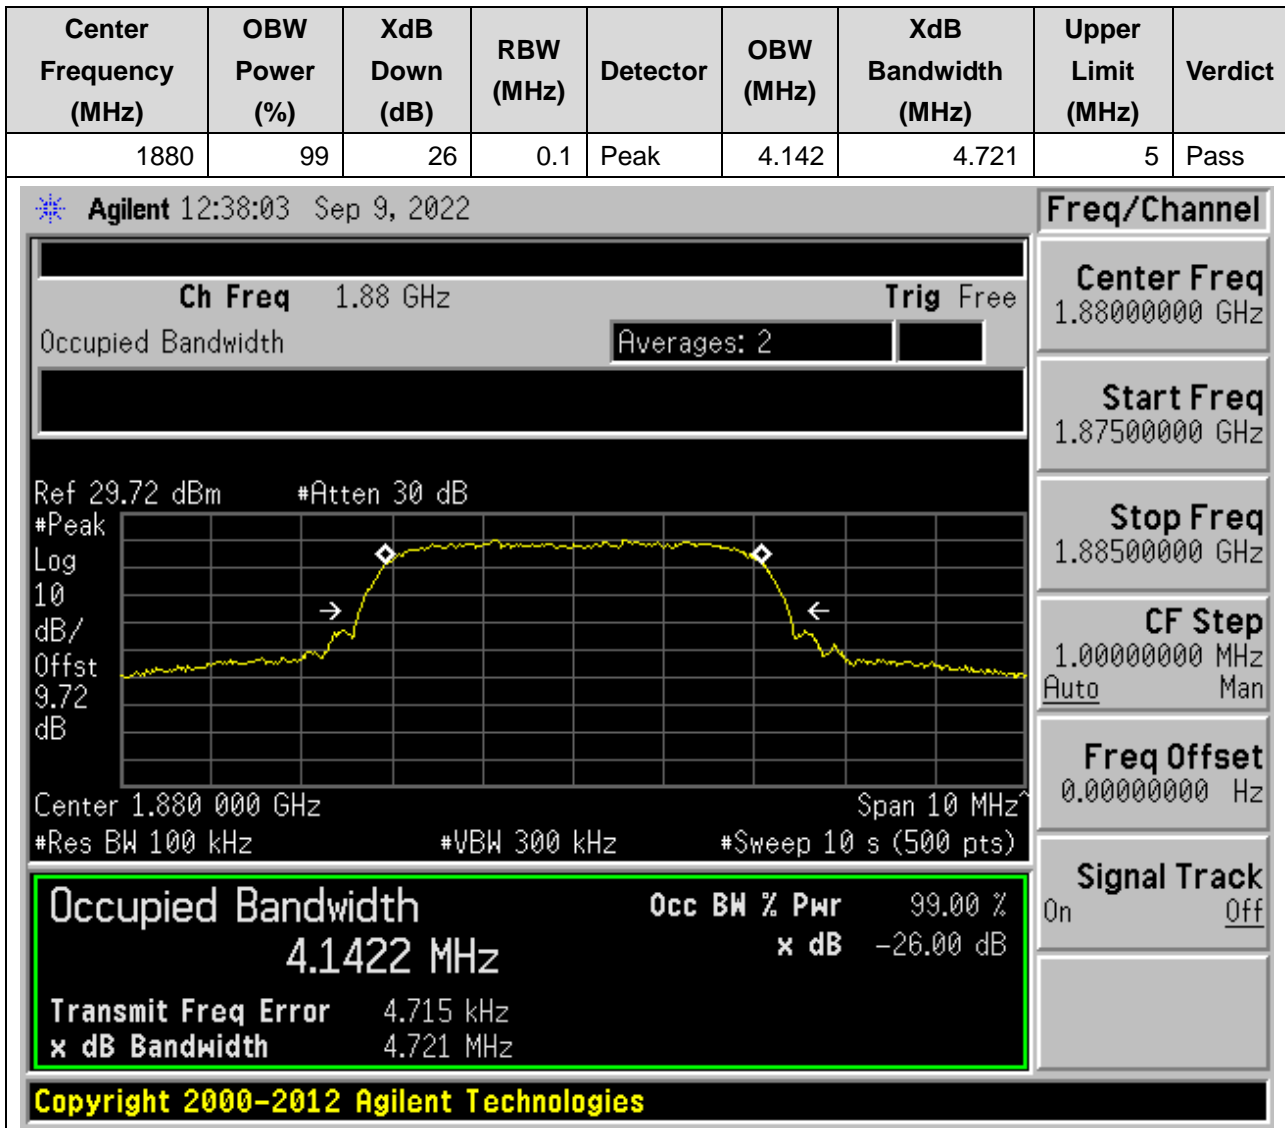 Center Frequency (MHz) OBW Power (%) XdB Down (dB) RBW (MHz) Detector OBW (MHz) XdB Bandwidth (MHz) Upper Limit (MHz) Verdict
1880 99 26 0.1 Peak 4.142 4.721 5 Pass
Agilent 12:38:03 Sep 9, 2022
Freq/Channel
Ch Freq 1.88 GHz Trig Free
Occupied Bandwidth Averages: 2
Center Freq
1.88000000 GHz
Start Freq
1.87500000 GHz
Stop Freq
1.88500000 GHz
CF Step
1.00000000 MHz
Auto Man
Freq Offset
0.00000000 Hz
Signal Track
On Off
Ref 29.72 dBm #Atten 30 dB
#Peak
Log
10
dB/
Offst
9.72
dB
Center 1.880 000 GHz Span 10 MHz^
#Res BW 100 kHz #VBW 300 kHz #Sweep 10 s (500 pts)
Occupied Bandwidth Occ BW % Pwr 99.00 %
4.1422 MHz x dB -26.00 dB
Transmit Freq Error 4.715 kHz
x dB Bandwidth 4.721 MHz
Copyright 2000-2012 Agilent Technologies